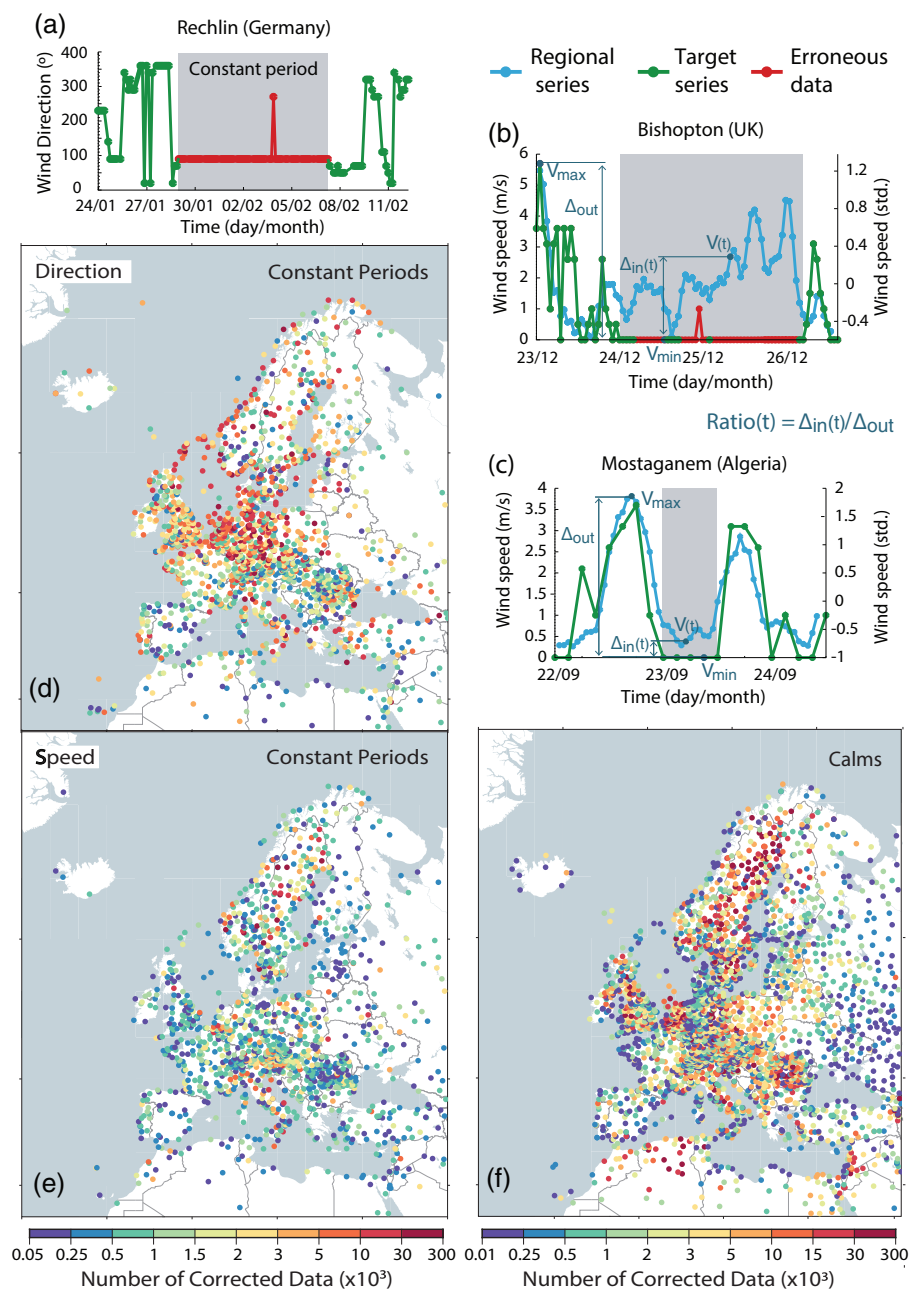 (a)
Rechlin (Germany)
Wind Direction (º)
400
300
200
100
0
Constant period
24/01 27/01 30/01 02/02 05/02 08/02 11/02
Time (day/month)
Regional series
Target series
Erroneous data
(b)
Bishopton (UK)
Wind speed (m/s)
6
5
4
3
2
1
0
Vmax
Δout
V(t)
Δin(t)
Vmin
1.2
0.8
0.4
0
-0.4
Wind speed (std.)
23/12 24/12 25/12 26/12
Time (day/month)
Ratio(t) = Δin(t)/Δout
(c)
Mostaganem (Algeria)
Wind speed (m/s)
4
3.5
3
2.5
2
1.5
1
0.5
0
Vmax
Δout
V(t)
Δin(t)
Vmin
2
1.5
1
0.5
0
-0.5
-1
Wind speed (std.)
22/09 23/09 24/09
Time (day/month)
Direction
Constant Periods
(d)
Speed
Constant Periods
(e)
0.05 0.25 0.5 1 2 3 5 10 30 300
Number of Corrected Data (x10³)
Calms
(f)
0.01 0.25 0.5 1 2 3 5 10 15 30 300
Number of Corrected Data (x10³)